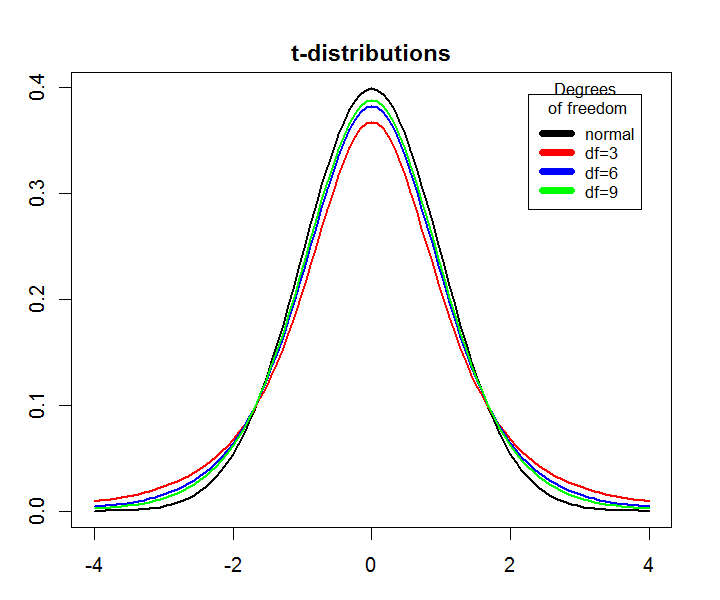 t-distributions
Degrees
of freedom
normal
df=3
df=6
df=9
0.4
0.3
0.2
0.1
0.0
-4 -2 0 2 4